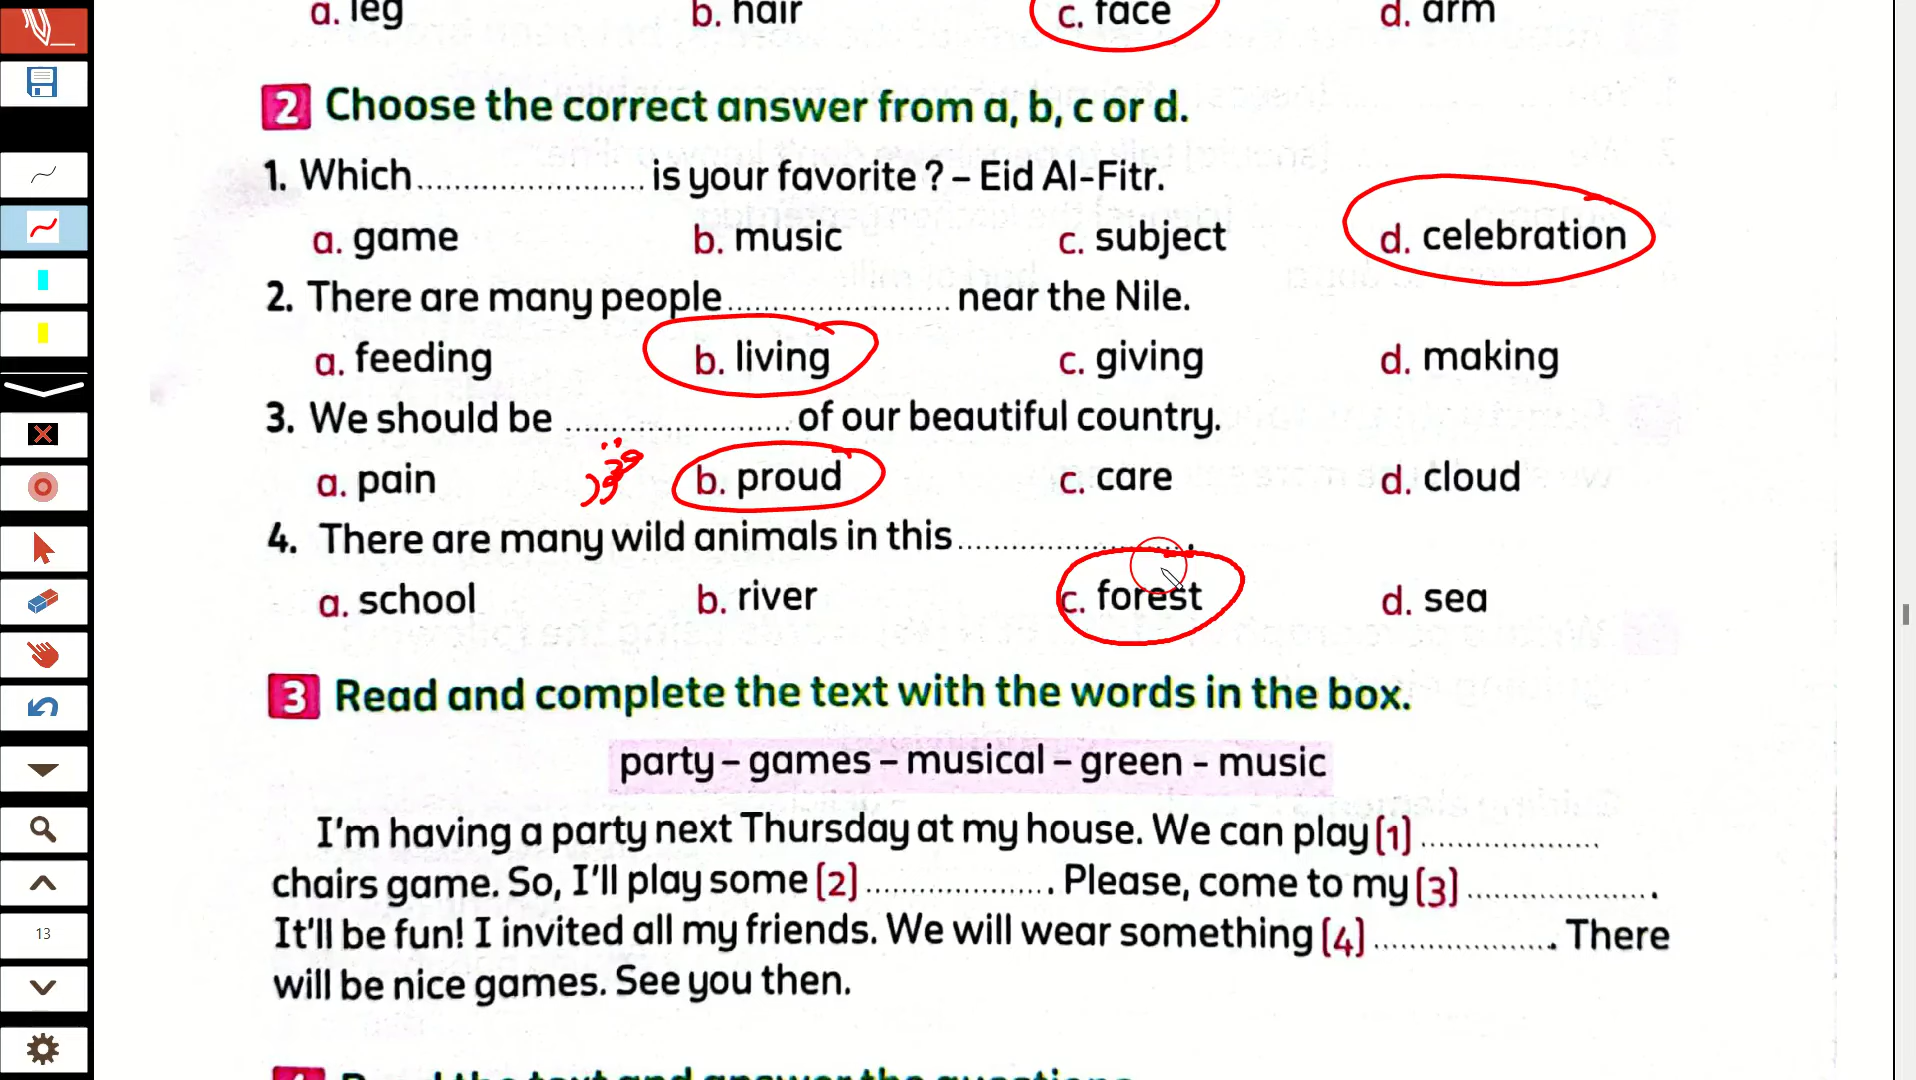 a. leg b. hair c. face d. arm
2 Choose the correct answer from a, b, c or d.
1. Which........................ is your favorite ? – Eid Al-Fitr.
a. game b. music c. subject d. celebration
2. There are many people........................ near the Nile.
a. feeding b. living c. giving d. making
3. We should be ........................ of our beautiful country.
a. pain b. proud c. care d. cloud
4. There are many wild animals in this........................ .
a. school b. river c. forest d. sea
3 Read and complete the text with the words in the box.
party – games – musical – green - music
I'm having a party next Thursday at my house. We can play (1) ....................
chairs game. So, I'll play some (2) .................... . Please, come to my (3) .................... .
It'll be fun! I invited all my friends. We will wear something (4) .................... . There
will be nice games. See you then.
13